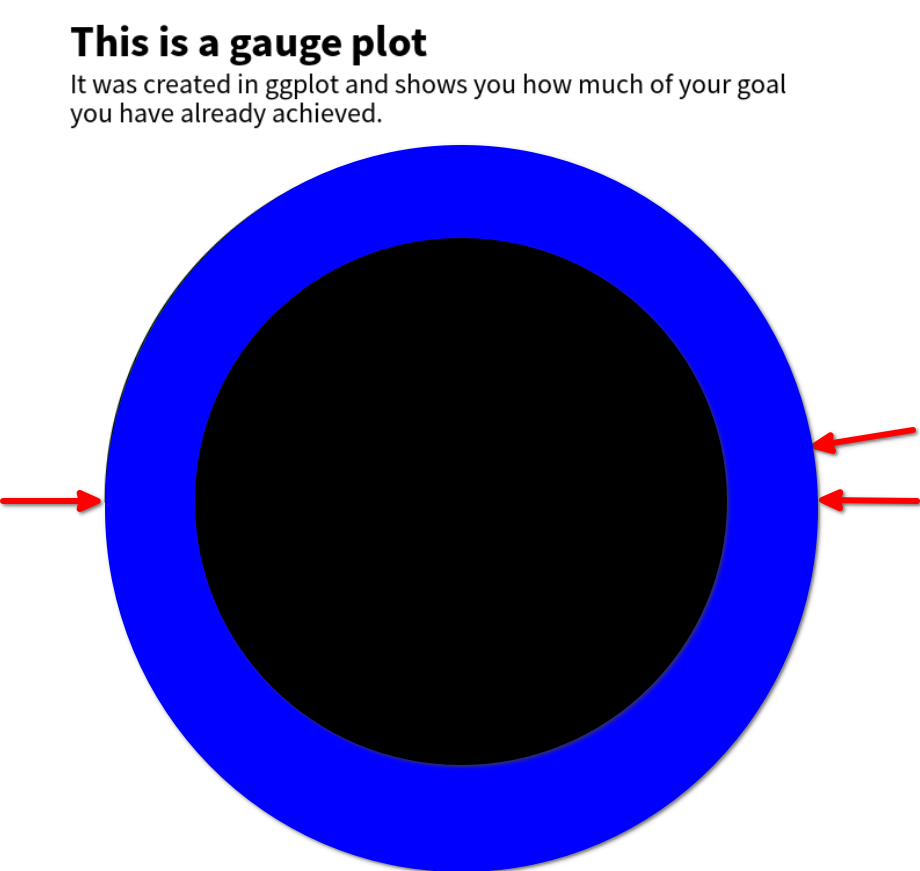 This is a gauge plot
It was created in ggplot and shows you how much of your goal
you have already achieved.